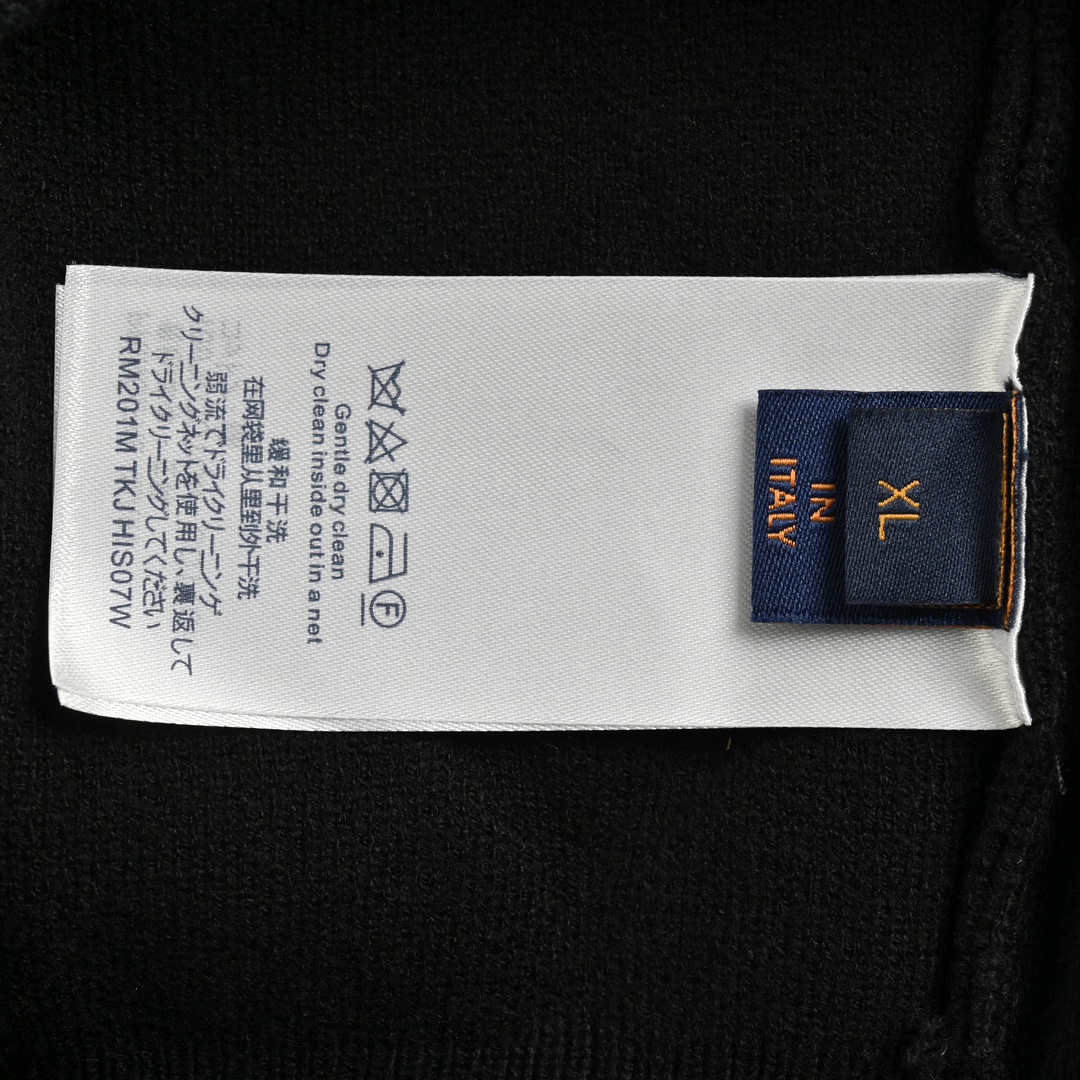 Gentle dry clean
Dry clean inside out in a net
缓和干洗
在网袋里从里到外干洗
弱流でドライクリーニング
クリーニングネットを使用し、裏返して
ドライクリーニングしてください
RM201M TKJ HIS07W
XL
IN
ITALY
F